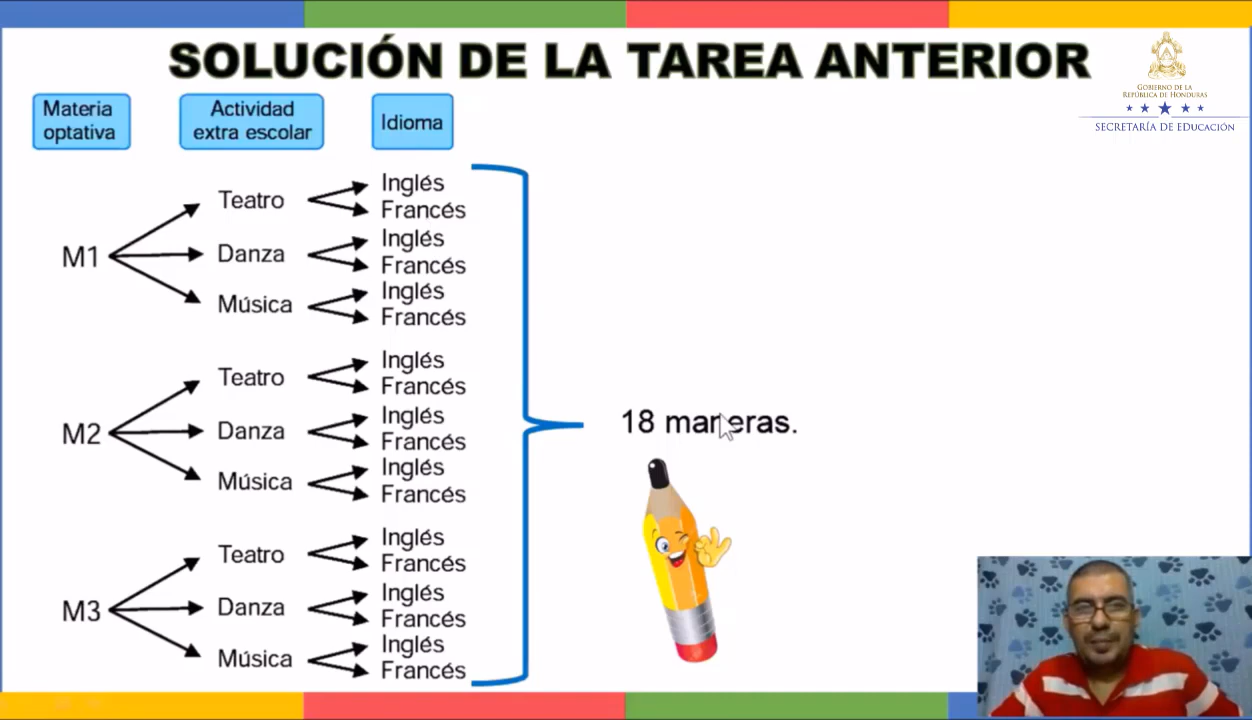 SOLUCIÓN DE LA TAREA ANTERIOR
GOBIERNO DE LA
REPÚBLICA DE HONDURAS
SECRETARÍA DE EDUCACIÓN
Materia
optativa
Actividad
extra escolar
Idioma
M1
Teatro
Inglés
Francés
Danza
Inglés
Francés
Música
Inglés
Francés
M2
Teatro
Inglés
Francés
Danza
Inglés
Francés
Música
Inglés
Francés
M3
Teatro
Inglés
Francés
Danza
Inglés
Francés
Música
Inglés
Francés
18 maneras.